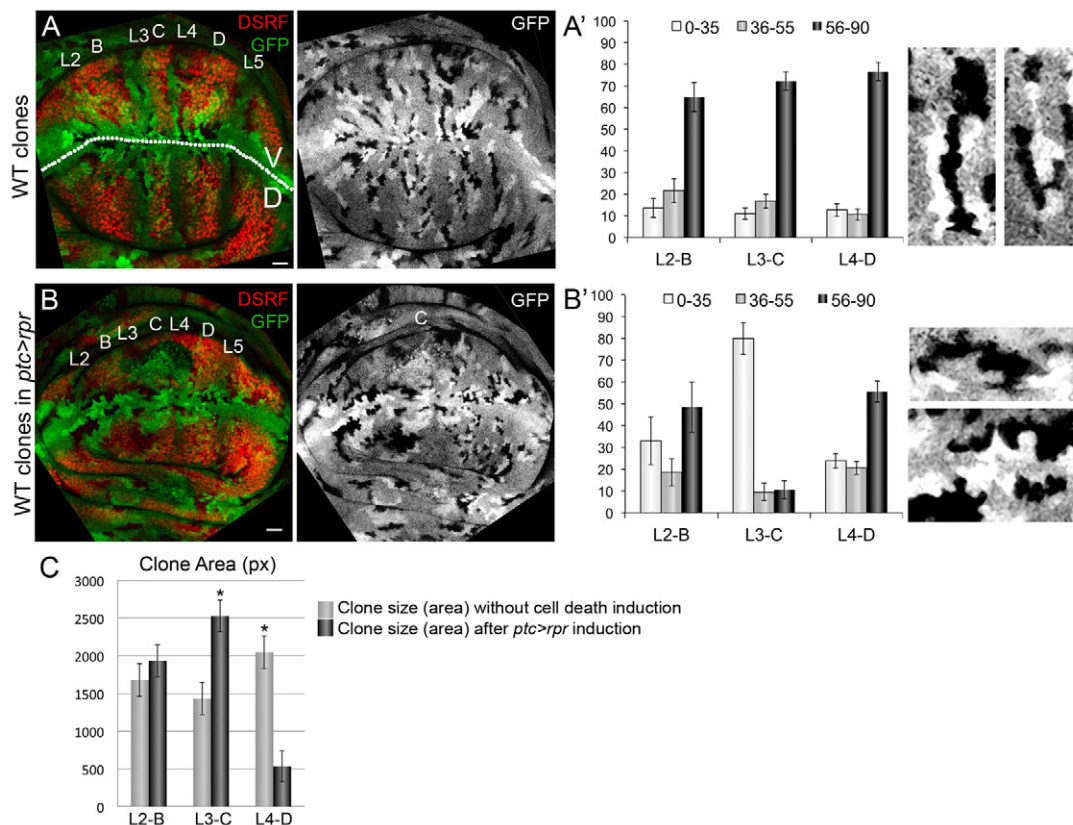 A
DSRF
GFP
L2 B L3 C L4 D L5
V
D
GFP
WT clones
A'
0-35 36-55 56-90
100
90
80
70
60
50
40
30
20
10
0
L2-B L3-C L4-D
B
DSRF
GFP
L2 B L3 C L4 D L5
C
GFP
WT clones in ptc>rpr
B'
0-35 36-55 56-90
100
90
80
70
60
50
40
30
20
10
0
L2-B L3-C L4-D
C
Clone Area (px)
3000
2500
2000
1500
1000
500
0
* *
L2-B L3-C L4-D
Clone size (area) without cell death induction
Clone size (area) after ptc>rpr induction